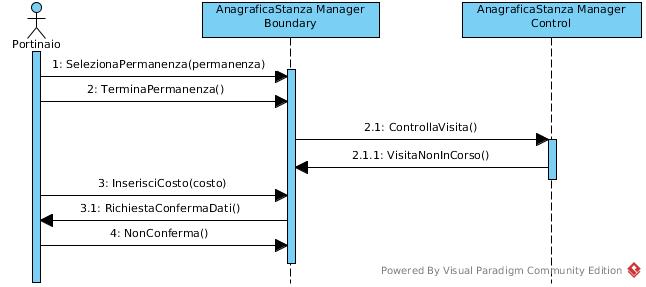 AnagraficaStanza Manager
Boundary
AnagraficaStanza Manager
Control
Portinaio
1: SelezionaPermanenza(permanenza)
2: TerminaPermanenza()
2.1: ControllaVisita()
2.1.1: VisitaNonInCorso()
3: InserisciCosto(costo)
3.1: RichiestaConfermaDati()
4: NonConferma()
Powered By Visual Paradigm Community Edition